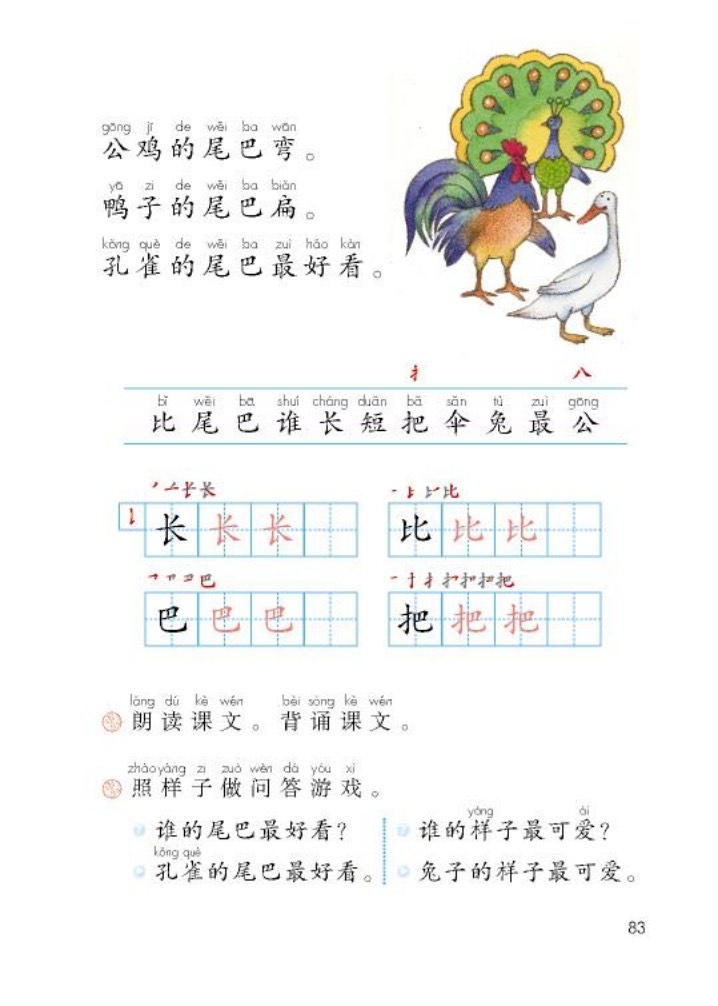 gōng jī de wěi ba wān
公鸡的尾巴弯。
yā zi de wěi ba biǎn
鸭子的尾巴扁。
kǒng què de wěi ba zuì hǎo kàn
孔雀的尾巴最好看。
扌 八
bǐ wěi bā shuí cháng duǎn bǎ sǎn tù zuì gōng
比 尾 巴 谁 长 短 把 伞 兔 最 公
长 长 长
比 比 比
巴 巴 巴
把 把 把
lǎng dú kè wén bèi sòng kè wén
朗读课文。背诵课文。
zhào yàng zi zuò wèn dá yóu xì
照样子做问答游戏。
谁的尾巴最好看?
kǒng què
孔雀的尾巴最好看。
yàng ài
谁的样子最可爱?
兔子的样子最可爱。
83